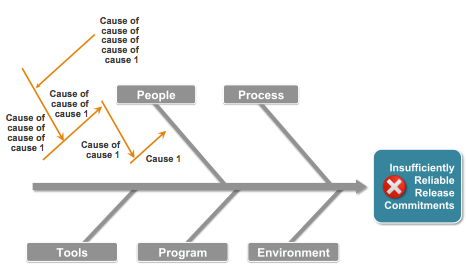 Cause of
cause of
cause of
cause of
cause 1
Cause of
cause of
cause 1
People
Process
Cause of
cause of
cause of
cause 1
Cause of
cause 1
Cause 1
Insufficiently
Reliable
Release
Commitments
Tools
Program
Environment